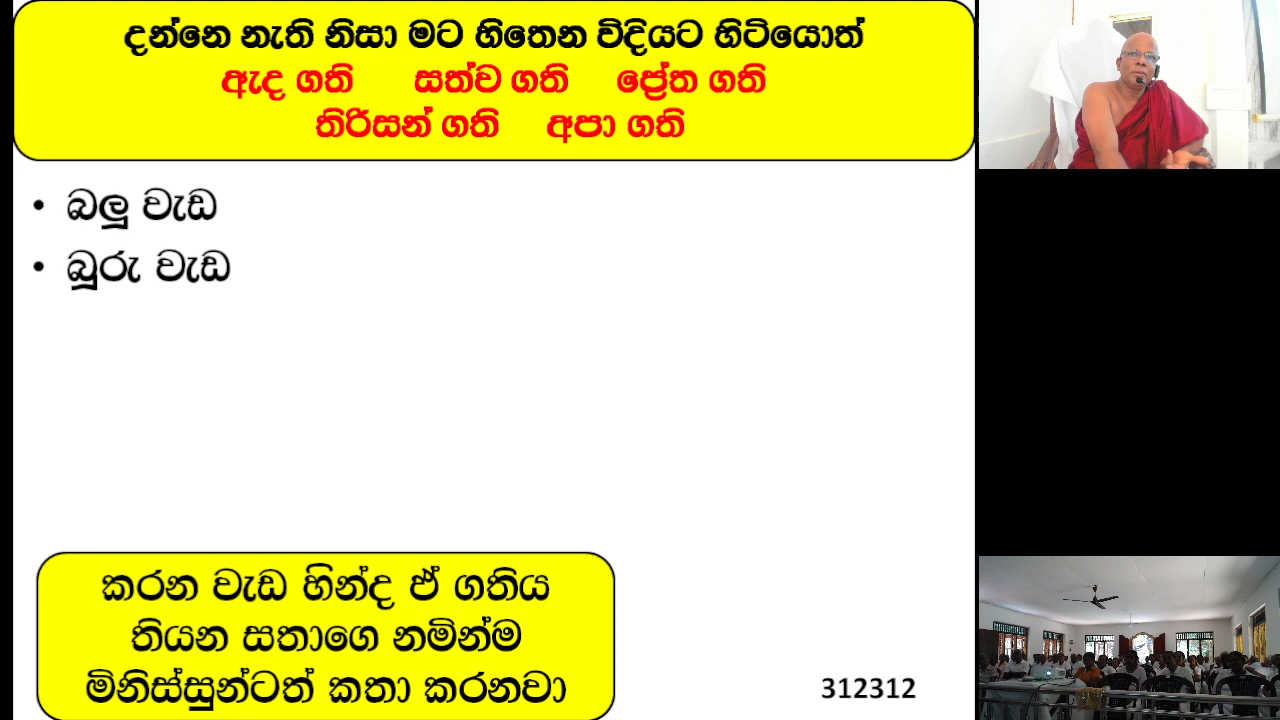 දන්නෙ නැති නිසා මට හිතෙන විදියට හිටියොත්
ඇද ගති සත්ව ගති ප්‍රේත ගති
තිරිසන් ගති අපා ගති
• බලු වැඩ
• බූරු වැඩ
කරන වැඩ හින්ද ඒ ගතිය
තියන සතාගෙ නමින්ම
මිනිස්සුන්ටත් කතා කරනවා
312312